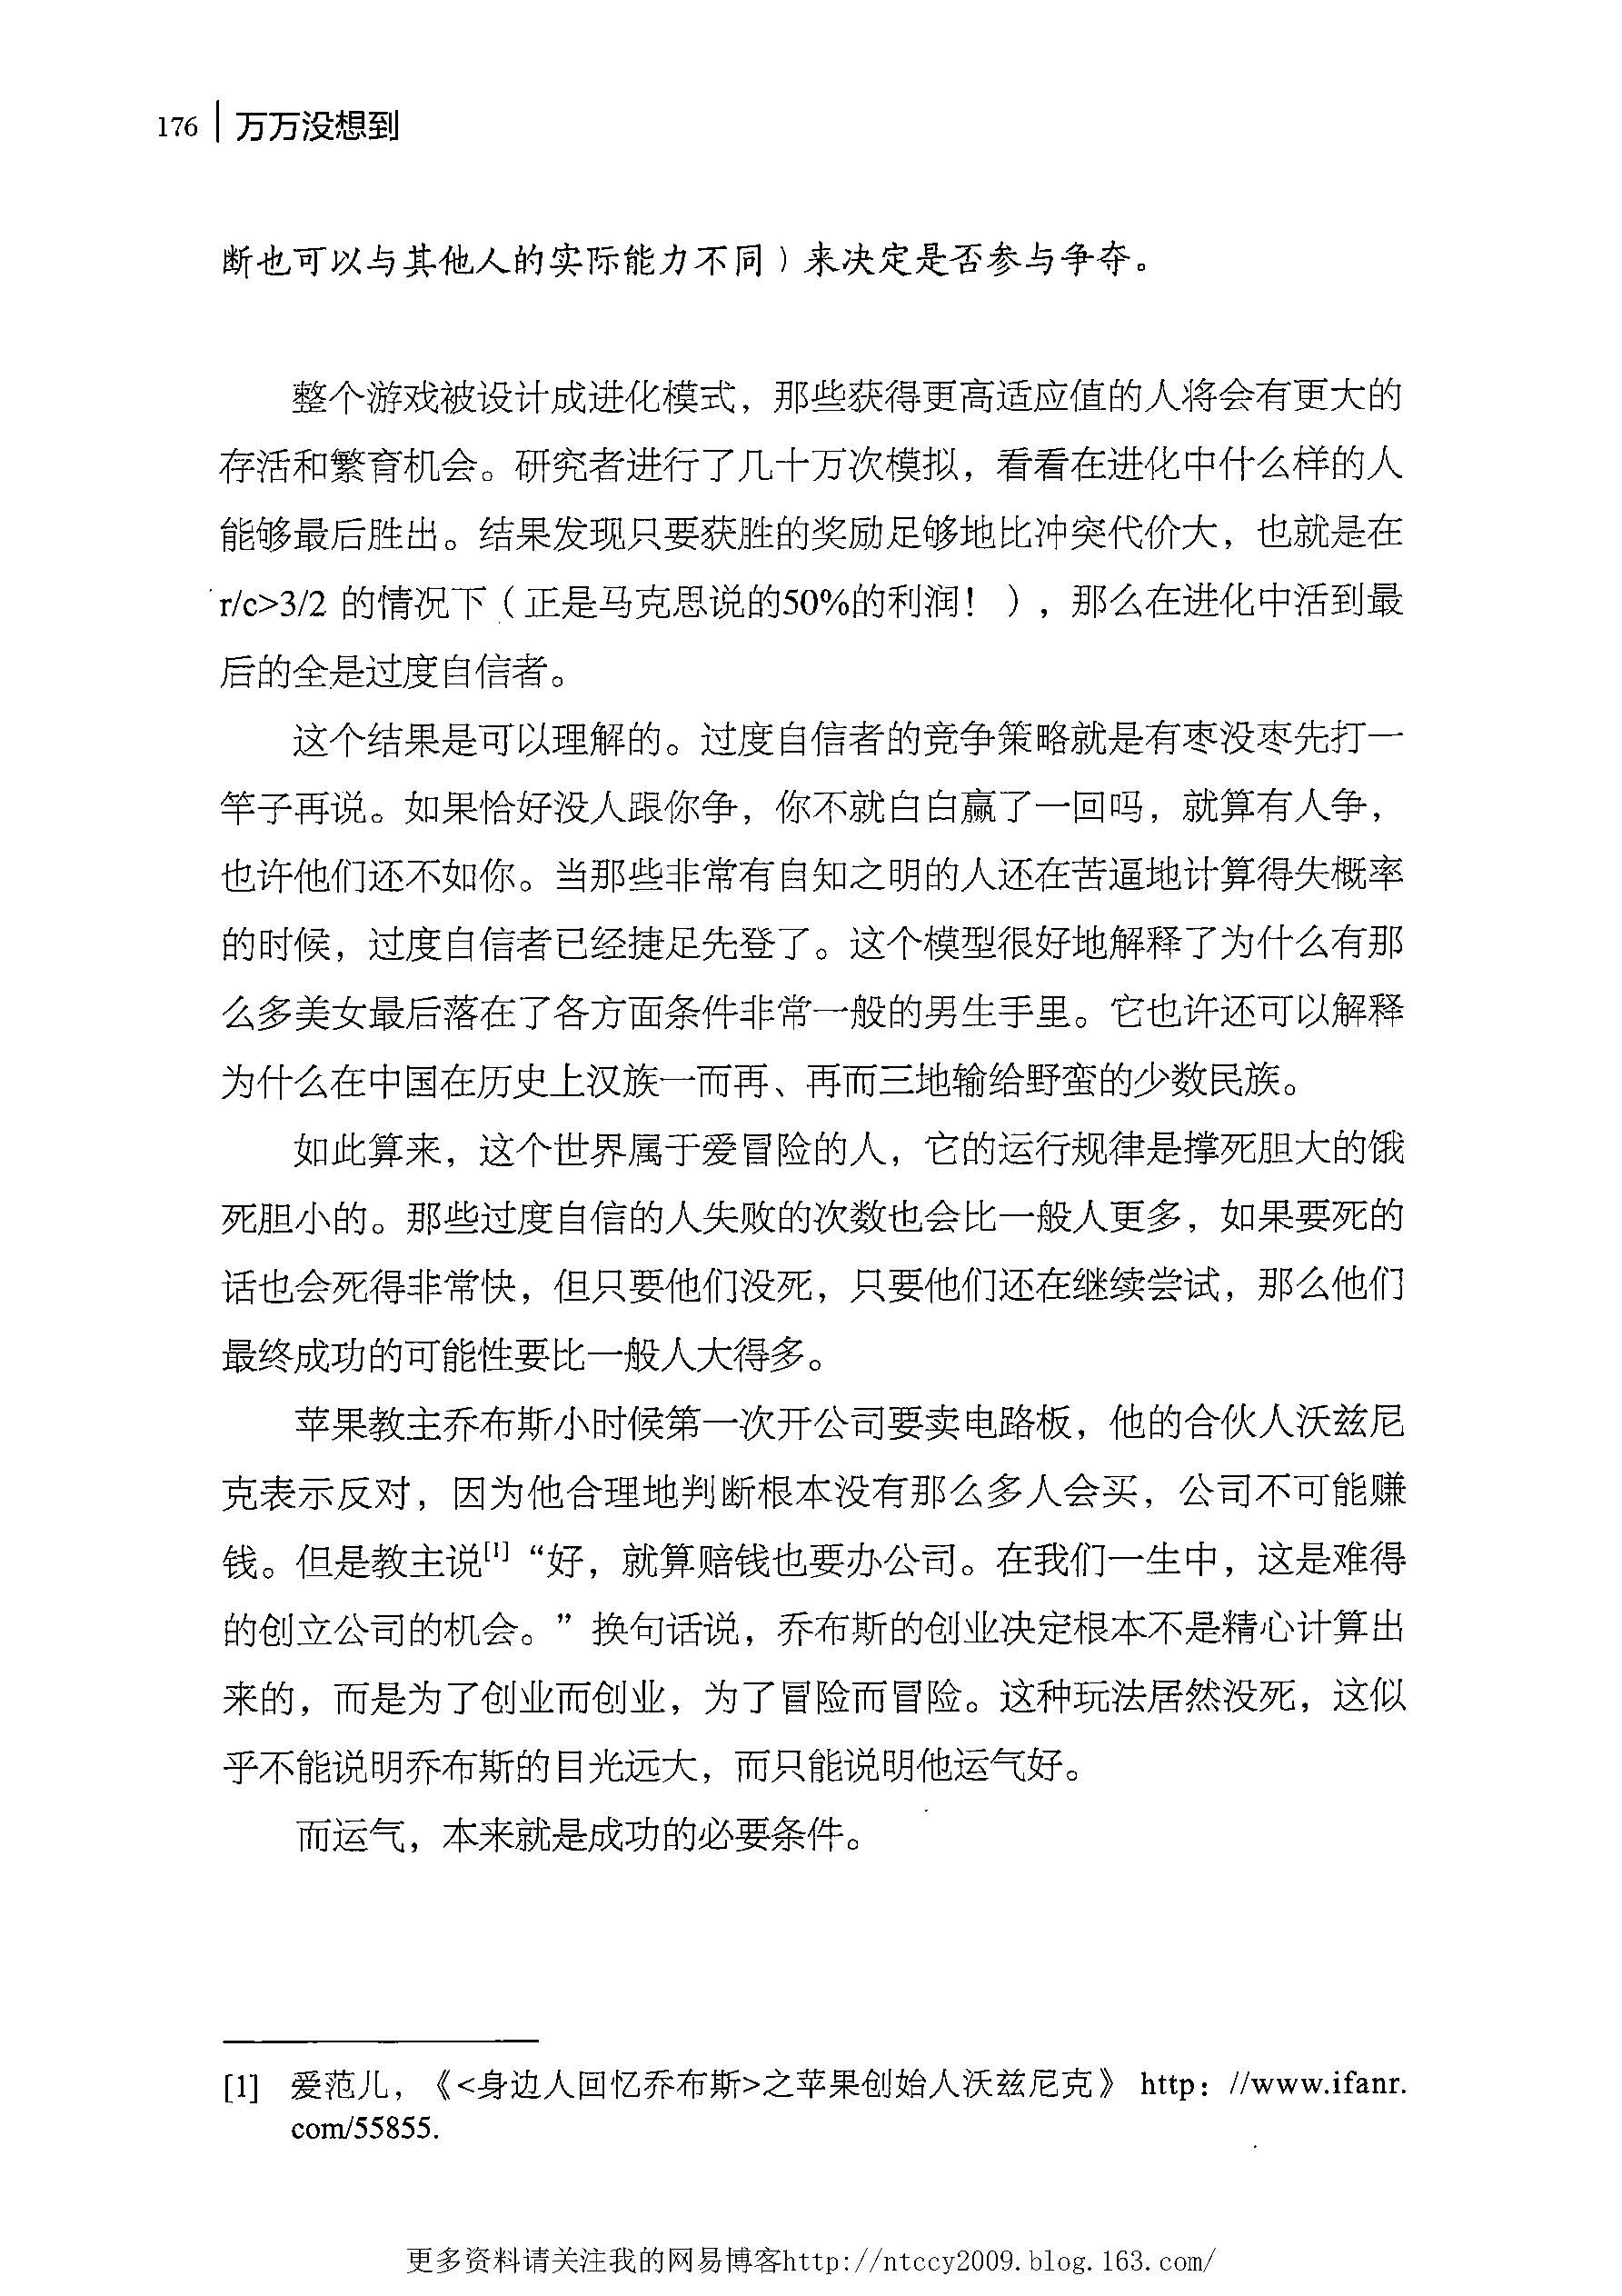 176 万万没想到
断也可以与其他人的实际能力不同）来决定是否参与争夺。
整个游戏被设计成进化模式，那些获得更高适应值的人将会有更大的
存活和繁育机会。研究者进行了几十万次模拟，看看在进化中什么样的人
能够最后胜出。结果发现只要获胜的奖励足够地比冲突代价大，也就是在
r/c>3/2 的情况下（正是马克思说的50%的利润！），那么在进化中活到最
后的全是过度自信者。
这个结果是可以理解的。过度自信者的竞争策略就是有枣没枣先打一
竿子再说。如果恰好没人跟你争，你不就白白赢了一回吗，就算有人争，
也许他们还不如你。当那些非常有自知之明的人还在苦逼地计算得失概率
的时候，过度自信者已经捷足先登了。这个模型很好地解释了为什么有那
么多美女最后落在了各方面条件非常一般的男生手里。它也许还可以解释
为什么在中国在历史上汉族一而再、再而三地输给野蛮的少数民族。
如此算来，这个世界属于爱冒险的人，它的运行规律是撑死胆大的饿
死胆小的。那些过度自信的人失败的次数也会比一般人更多，如果要死的
话也会死得非常快，但只要他们没死，只要他们还在继续尝试，那么他们
最终成功的可能性要比一般人大得多。
苹果教主乔布斯小时候第一次开公司要卖电路板，他的合伙人沃兹尼
克表示反对，因为他合理地判断根本没有那么多人会买，公司不可能赚
钱。但是教主说[1]“好，就算赔钱也要办公司。在我们一生中，这是难得
的创立公司的机会。”换句话说，乔布斯的创业决定根本不是精心计算出
来的，而是为了创业而创业，为了冒险而冒险。这种玩法居然没死，这似
乎不能说明乔布斯的目光远大，而只能说明他运气好。
而运气，本来就是成功的必要条件。
[1] 爱范儿，《<身边人回忆乔布斯>之苹果创始人沃兹尼克》 http：//www.ifanr.
com/55855.
更多资料请关注我的网易博客http://ntccy2009.blog.163.com/